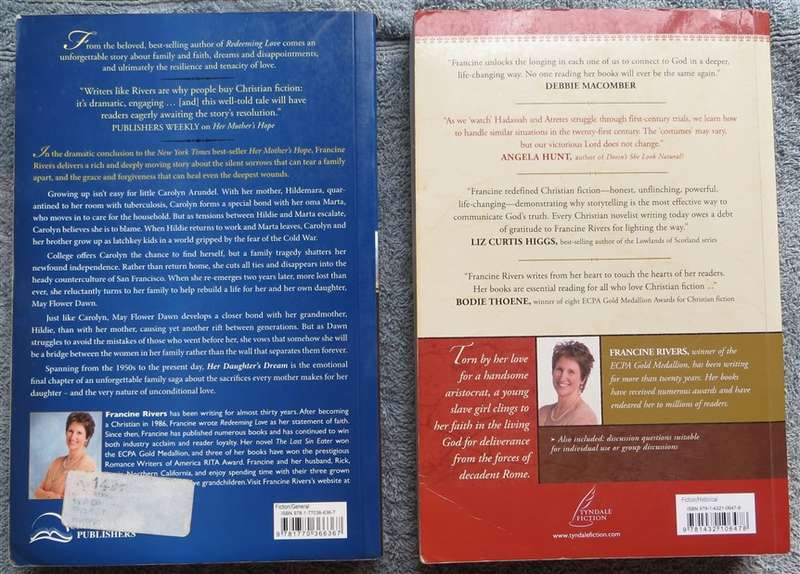 From the beloved, best-selling author of Redeeming Love comes an
unforgettable story about family and faith, dreams and disappointments,
and ultimately the resilience and tenacity of love.
“Writers like Rivers are why people buy Christian fiction:
it’s dramatic, engaging … [and] this well-told tale will have
readers eagerly awaiting the story’s resolution.”
PUBLISHERS WEEKLY on Her Mother’s Hope
In the dramatic conclusion to the New York Times best-seller Her Mother’s Hope, Francine
Rivers delivers a rich and deeply moving story about the silent sorrows that can tear a family
apart, and the grace and forgiveness that can heal even the deepest wounds.
Growing up isn’t easy for little Carolyn Arundel. With her mother, Hildemara, quar-
antined to her room with tuberculosis, Carolyn forms a special bond with her oma Marta,
who moves in to care for the household. But as tensions between Hildie and Marta escalate,
Carolyn believes she is to blame. When Hildie returns to work and Marta leaves, Carolyn and
her brother grow up as latchkey kids in a world gripped by the fear of the Cold War.
College offers Carolyn the chance to find herself, but a family tragedy shatters her
newfound independence. Rather than return home, she cuts all ties and disappears into the
heady counterculture of San Francisco. When she re-emerges two years later, more lost than
ever, she reluctantly turns to her family to help rebuild a life for her and her own daughter,
May Flower Dawn.
Just like Carolyn, May Flower Dawn develops a closer bond with her grandmother,
Hildie, than with her mother, causing yet another rift between generations. But as Dawn
struggles to avoid the mistakes of those who went before her, she vows that somehow she will
be a bridge between the women in her family rather than the wall that separates them forever.
Spanning from the 1950s to the present day, Her Daughter’s Dream is the emotional
final chapter of an unforgettable family saga about the sacrifices every mother makes for her
daughter – and the very nature of unconditional love.
Francine Rivers has been writing for almost thirty years. After becoming
a Christian in 1986, Francine wrote Redeeming Love as her statement of faith.
Since then, Francine has published numerous books and has continued to win
both industry acclaim and reader loyalty. Her novel The Last Sin Eater won
the ECPA Gold Medallion, and three of her books have won the prestigious
Romance Writers of America RITA Award. Francine and her husband, Rick,
Northern California, and enjoy spending time with their three grown
grandchildren. Visit Francine Rivers’s website at
PUBLISHERS
Fiction/General
ISBN 978-1-77036-636-7
9 781770 366367
“Francine unlocks the longing in each one of us to connect to God in a deeper,
life-changing way. No one reading her books will ever be the same again.”
DEBBIE MACOMBER
“As we ‘watch’ Hadassah and Atretes struggle through first-century trials, we learn how
to handle similar situations in the twenty-first century. The ‘costumes’ may vary,
but our victorious Lord does not change.”
ANGELA HUNT, author of Doesn’t She Look Natural?
“Francine redefined Christian fiction—honest, unflinching, powerful,
life-changing—demonstrating why storytelling is the most effective way to
communicate God’s truth. Every Christian novelist writing today owes a debt
of gratitude to Francine Rivers for lighting the way.”
LIZ CURTIS HIGGS, best-selling author of the Lowlands of Scotland series
“Francine Rivers writes from her heart to touch the hearts of her readers.
Her books are essential reading for all who love Christian fiction ...”
BODIE THOENE, winner of eight ECPA Gold Medallion Awards for Christian fiction
Torn by her love
for a handsome
aristocrat, a young
slave girl clings to
her faith in the living
God for deliverance
from the forces of
decadent Rome.
FRANCINE RIVERS, winner of the
ECPA Gold Medallion, has been writing
for more than twenty years. Her books
have received numerous awards and have
endeared her to millions of readers.
➤ Also included: discussion questions suitable
for individual use or group discussions
TYNDALE
FICTION
www.tyndalefiction.com
Fiction/Historical
ISBN 978-1-4321-0647-8
9 781432 106478